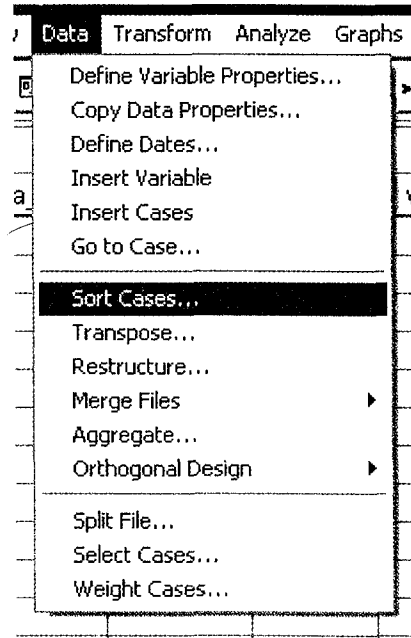 Data Transform Analyze Graphs
Define Variable Properties...
Copy Data Properties...
Define Dates...
Insert Variable
Insert Cases
Go to Case...
Sort Cases...
Transpose...
Restructure...
Merge Files
Aggregate...
Orthogonal Design
Split File...
Select Cases...
Weight Cases...